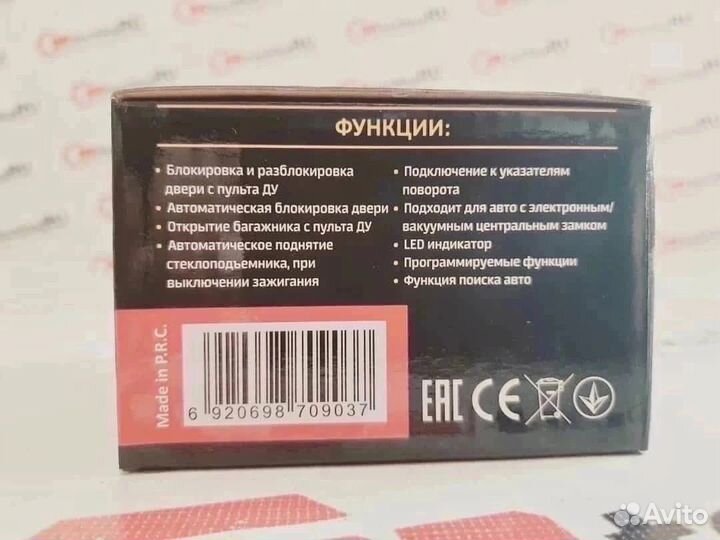 ФУНКЦИИ:
• Блокировка и разблокировка
двери с пульта ДУ
• Автоматическая блокировка двери
• Открытие багажника с пульта ДУ
• Автоматическое поднятие
стеклоподъемника, при
выключении зажигания
• Подключение к указателям
поворота
• Подходит для авто с электронным/
вакуумным центральным замком
• LED индикатор
• Программируемые функции
• Функция поиска авто
Made in P.R.C.
6 920698 709037
EAC CE
Avito